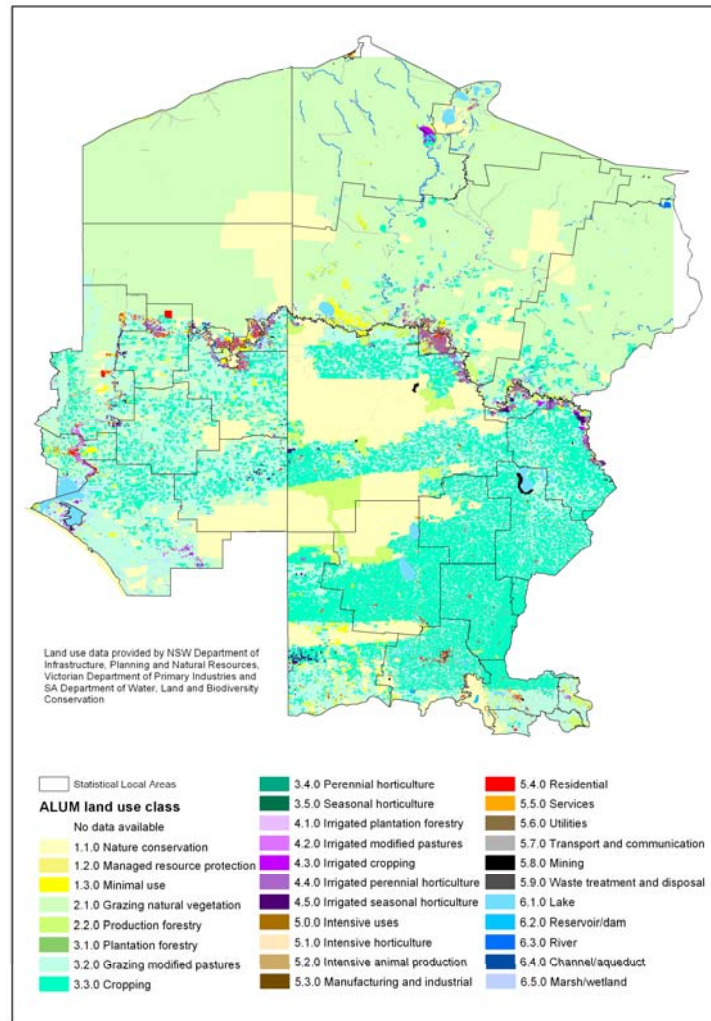 Land use data provided by NSW Department of
Infrastructure, Planning and Natural Resources,
Victorian Department of Primary Industries and
SA Department of Water, Land and Biodiversity
Conservation
Statistical Local Areas
ALUM land use class
No data available
1.1.0 Nature conservation
1.2.0 Managed resource protection
1.3.0 Minimal use
2.1.0 Grazing natural vegetation
2.2.0 Production forestry
3.1.0 Plantation forestry
3.2.0 Grazing modified pastures
3.3.0 Cropping
3.4.0 Perennial horticulture
3.5.0 Seasonal horticulture
4.1.0 Irrigated plantation forestry
4.2.0 Irrigated modified pastures
4.3.0 Irrigated cropping
4.4.0 Irrigated perennial horticulture
4.5.0 Irrigated seasonal horticulture
5.0.0 Intensive uses
5.1.0 Intensive horticulture
5.2.0 Intensive animal production
5.3.0 Manufacturing and industrial
5.4.0 Residential
5.5.0 Services
5.6.0 Utilities
5.7.0 Transport and communication
5.8.0 Mining
5.9.0 Waste treatment and disposal
6.1.0 Lake
6.2.0 Reservoir/dam
6.3.0 River
6.4.0 Channel/aqueduct
6.5.0 Marsh/wetland